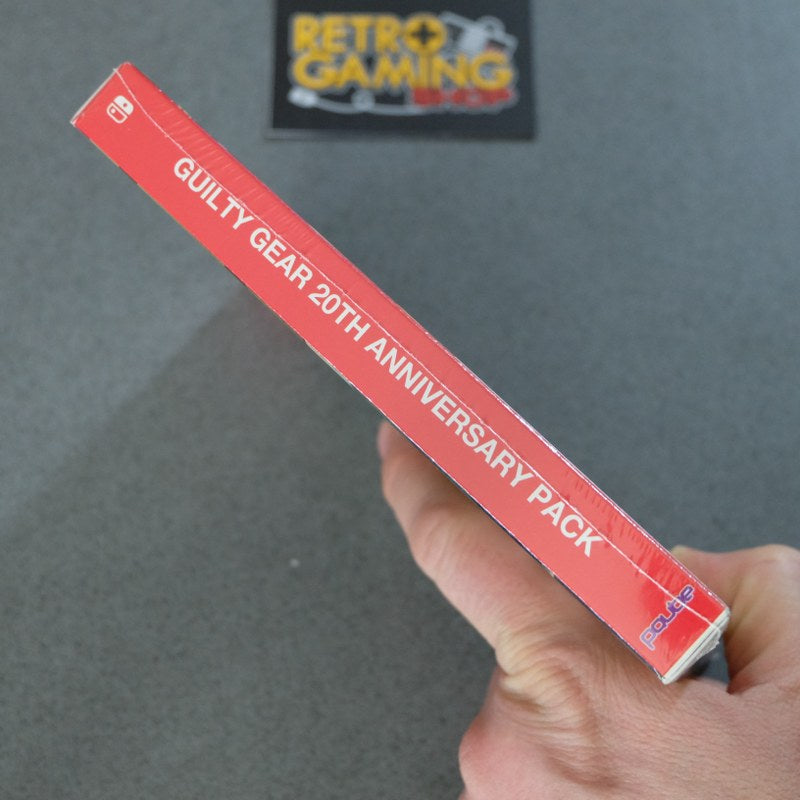 RETRO
GAMING
SHOP
GUILTY GEAR 20TH ANNIVERSARY PACK
pqube